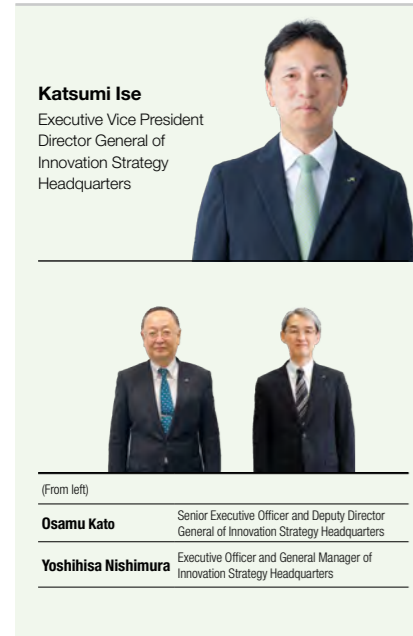 Katsumi Ise
Executive Vice President
Director General of
Innovation Strategy
Headquarters
(From left)
Osamu Kato
Senior Executive Officer and Deputy Director
General of Innovation Strategy Headquarters
Yoshihisa Nishimura
Executive Officer and General Manager of
Innovation Strategy Headquarters